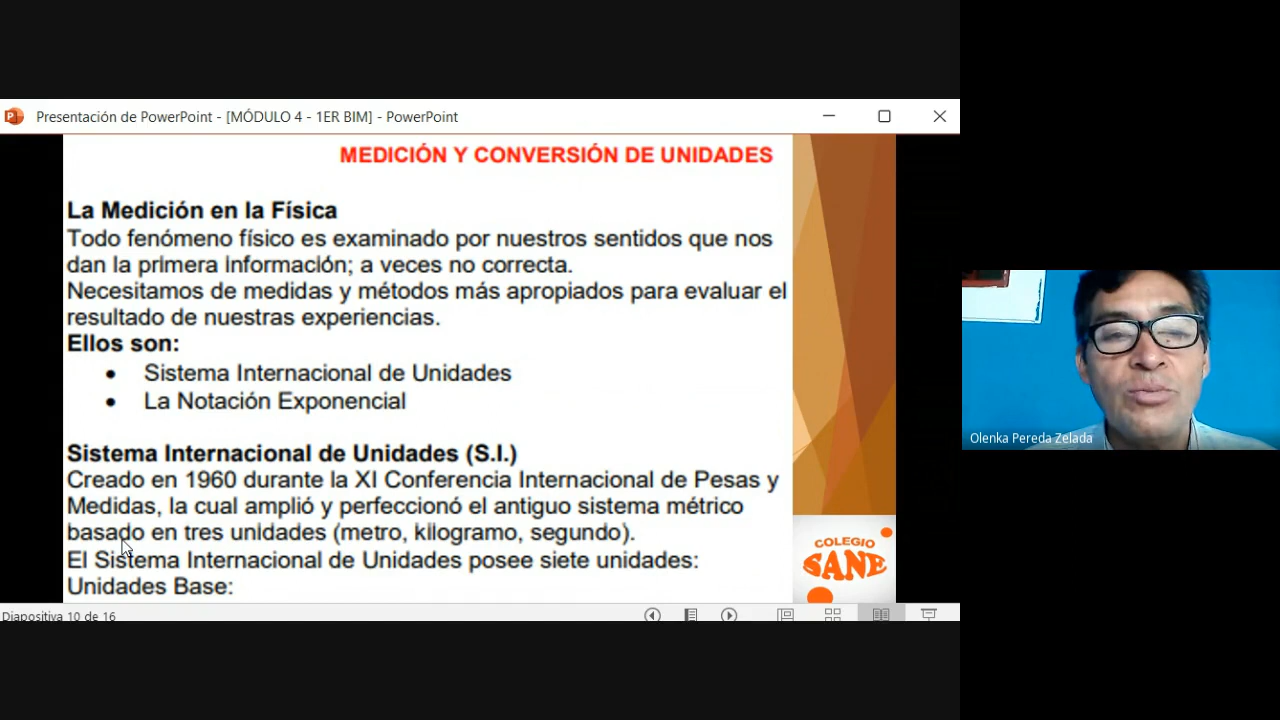 Presentación de PowerPoint - [MÓDULO 4 - 1ER BIM] - PowerPoint
MEDICIÓN Y CONVERSIÓN DE UNIDADES
La Medición en la Física
Todo fenómeno físico es examinado por nuestros sentidos que nos
dan la primera información; a veces no correcta.
Necesitamos de medidas y métodos más apropiados para evaluar el
resultado de nuestras experiencias.
Ellos son:
• Sistema Internacional de Unidades
• La Notación Exponencial
Sistema Internacional de Unidades (S.I.)
Creado en 1960 durante la XI Conferencia Internacional de Pesas y
Medidas, la cual amplió y perfeccionó el antiguo sistema métrico
basado en tres unidades (metro, kilogramo, segundo).
El Sistema Internacional de Unidades posee siete unidades:
Unidades Base:
COLEGIO
SANE
Diapositiva 10 de 16
Olenka Pereda Zelada